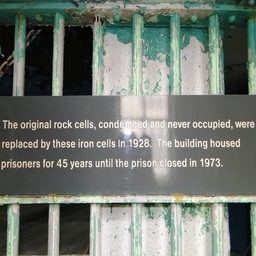 The original rock cells, condemned and never occupied, were
replaced by these iron cells in 1928. The building housed
prisoners for 45 years until the prison closed in 1973.